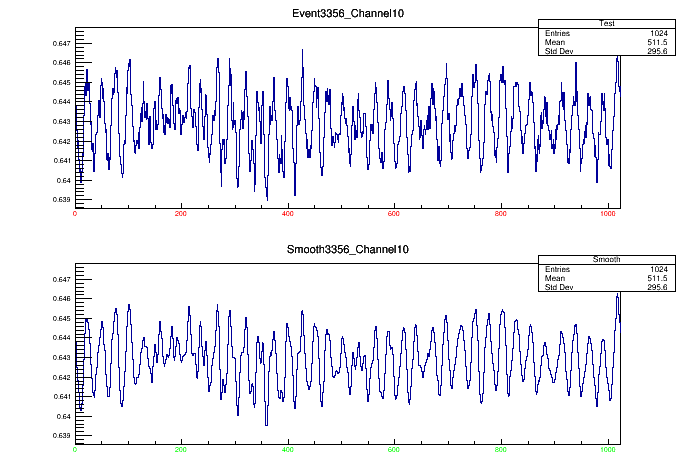 Event3356_Channel10
Test
Entries 1024
Mean 511.5
Std Dev 295.6
0.647
0.646
0.645
0.644
0.643
0.642
0.641
0.64
0.639
0 200 400 600 800 1000
Smooth3356_Channel10
Smooth
Entries 1024
Mean 511.5
Std Dev 295.6
0.647
0.646
0.645
0.644
0.643
0.642
0.641
0.64
0.639
0 200 400 600 800 1000